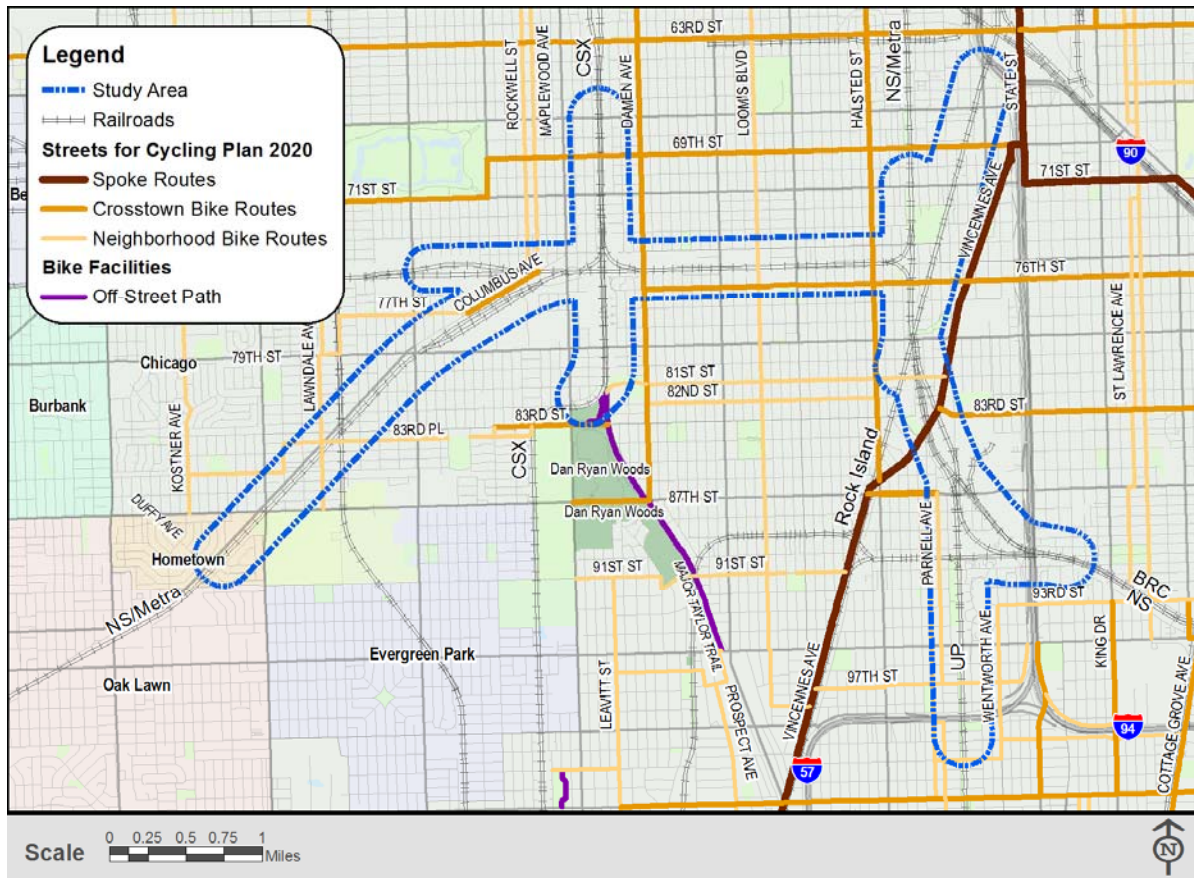 Legend
Study Area
Railroads
Streets for Cycling Plan 2020
Spoke Routes
Crosstown Bike Routes
Neighborhood Bike Routes
Bike Facilities
Off-Street Path
63RD ST
ROCKWELL ST
MAPLEWOOD AVE
CSX
DAMEN AVE
LOOMIS BLVD
HALSTED ST
NS/Metra
STATE ST
69TH ST
90
71ST ST
71ST ST
Be
VINCENNES AVE
COLUMBUS AVE
76TH ST
77TH ST
ST LAWRENCE AVE
LAWNDALE AVE
79TH ST
Chicago
81ST ST
82ND ST
Burbank
KOSTNER AVE
83RD ST
83RD ST
83RD PL
CSX
Rock Island
Dan Ryan Woods
87TH ST
Dan Ryan Woods
DUFFY AVE
Hometown
PARNELL AVE
91ST ST
91ST ST
MAJOR TAYLOR TRAIL
BRC
NS
93RD ST
NS/Metra
Evergreen Park
Oak Lawn
LEAVITT ST
PROSPECT AVE
VINCENNES AVE
97TH ST
UP
WENTWORTH AVE
KING DR
COTTAGE GROVE AVE
94
57
Scale
0 0.25 0.5 0.75 1
Miles
N